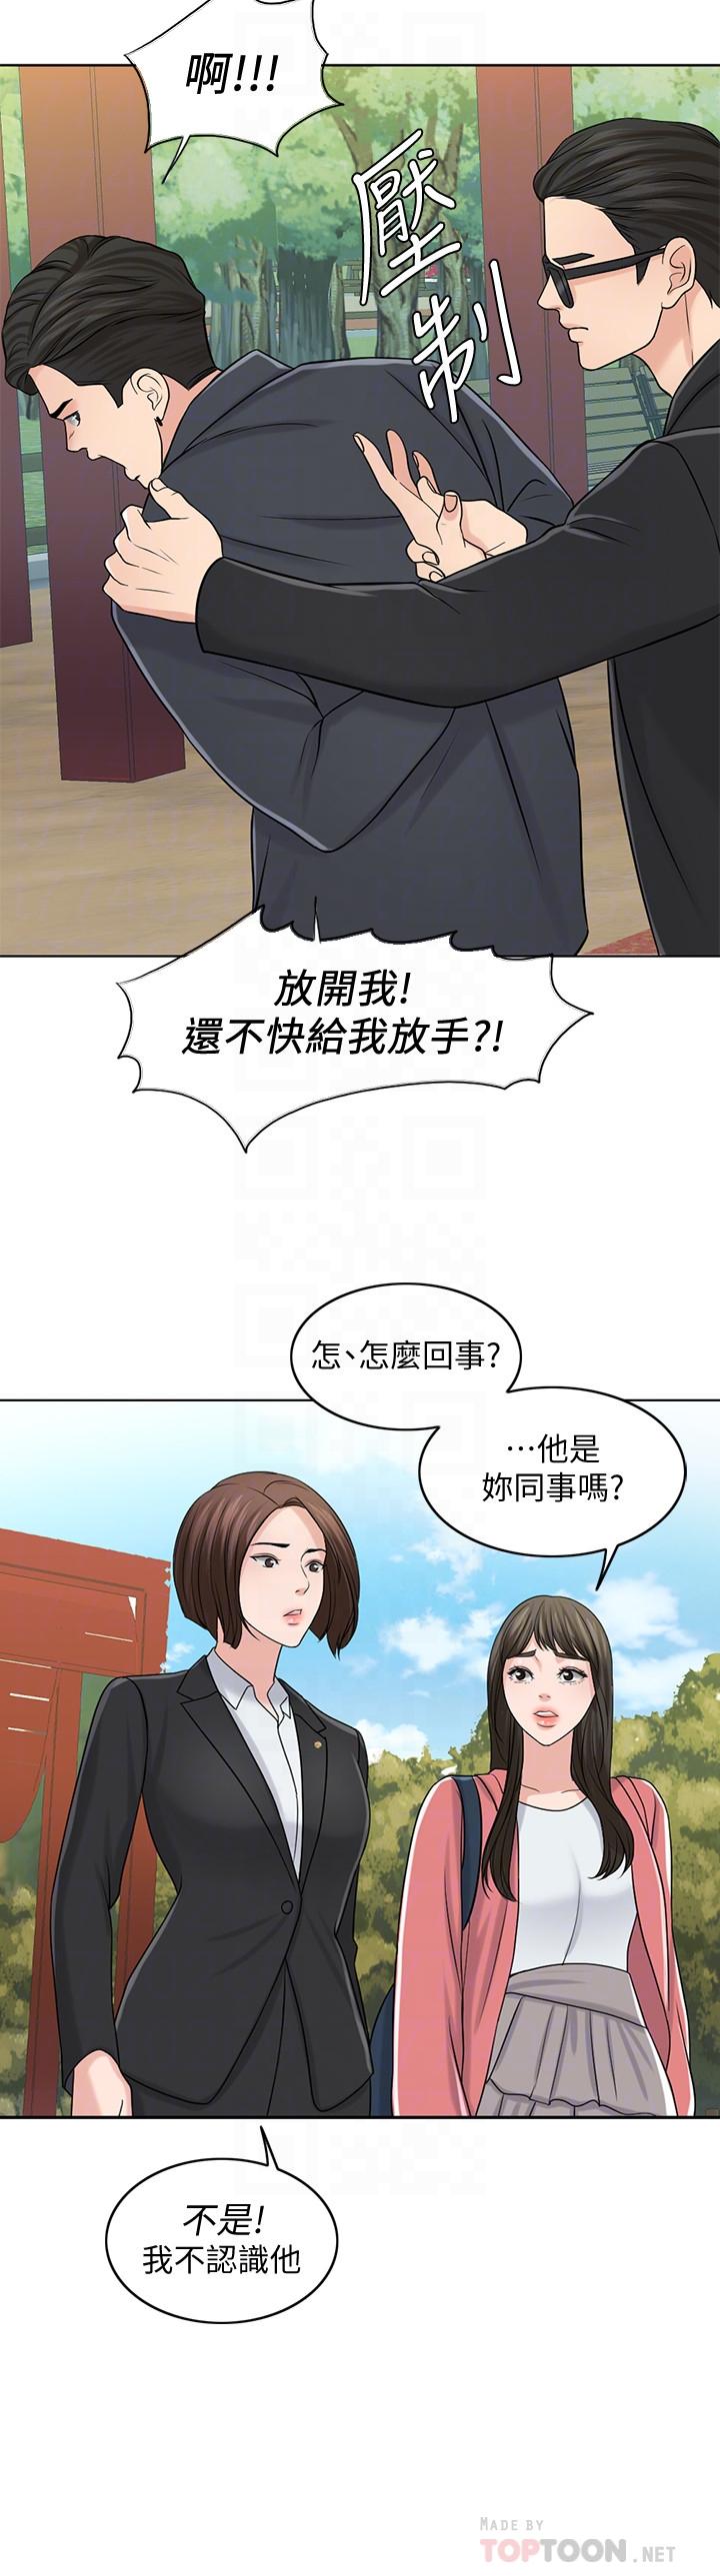 啊!!!
壓制
放開我!
還不快給我放手?!
怎、怎麼回事?
…他是
妳同事嗎?
不是!
我不認識他
MADE BY
TOPTOON.NET